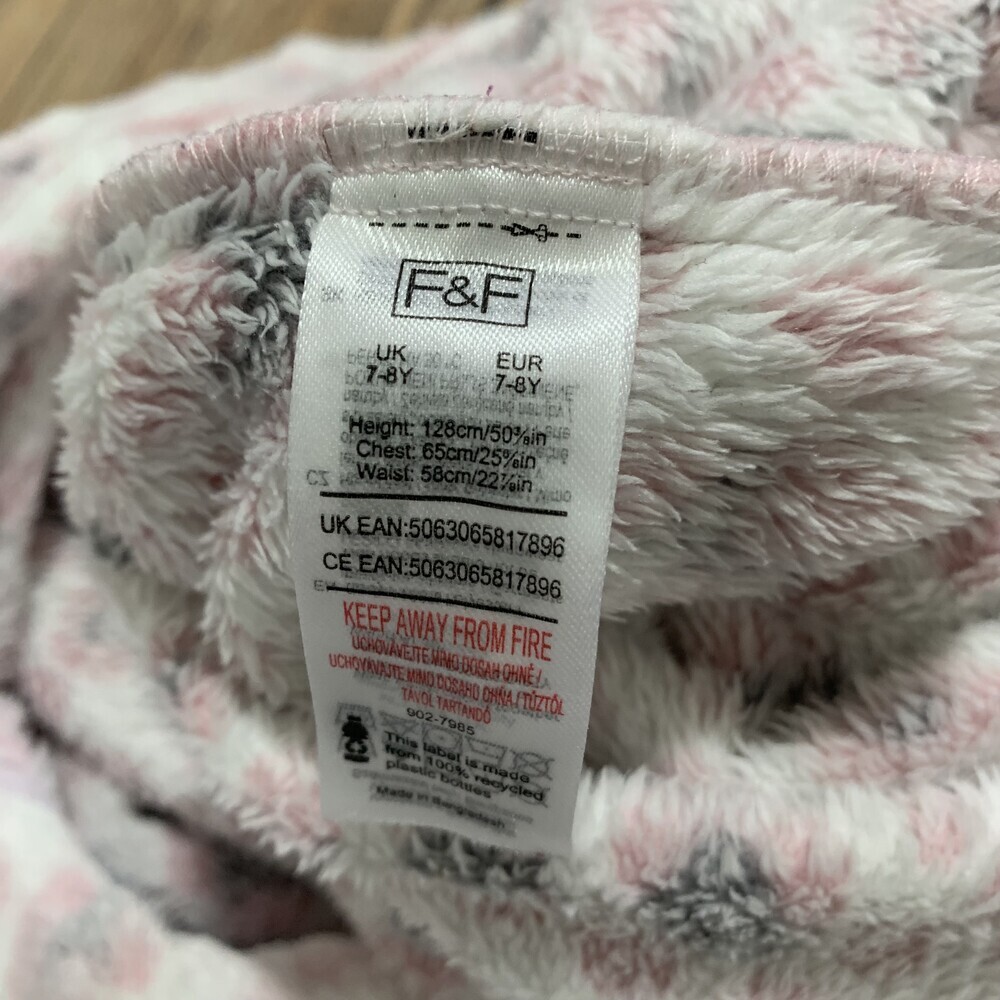 F&F
UK EUR
7-8Y 7-8Y
Height: 128cm/50⅜in
Chest: 65cm/25⅝in
Waist: 58cm/22⅞in
UK EAN:5063065817896
CE EAN:5063065817896
KEEP AWAY FROM FIRE
UCHOVÁVEJTE MIMO DOSAH OHNĚ /
UCHOVÁVAJTE MIMO DOSAHO OHŇA / TŰZTŐL
TÁVOL TARTANDÓ
902-7985
This label is made
from 100% recycled
plastic bottles
Made in Bangladesh